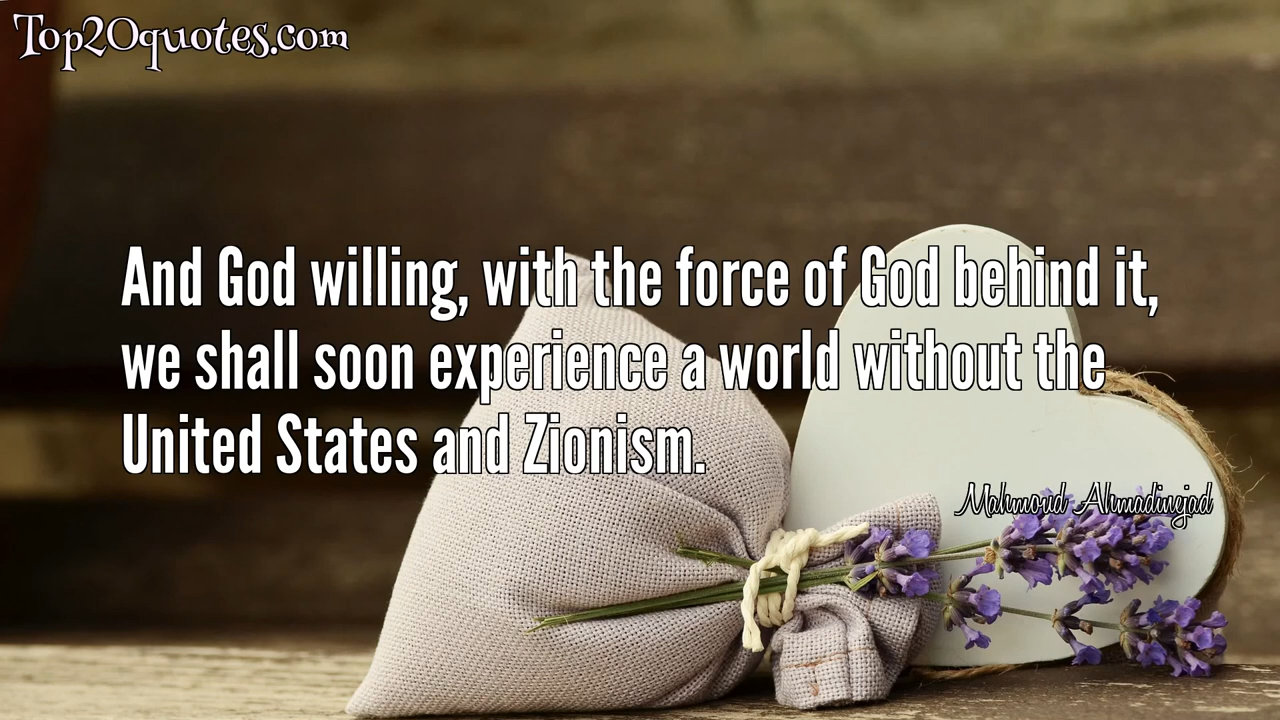 Top20quotes.com
And God willing, with the force of God behind it,
we shall soon experience a world without the
United States and Zionism.
Mahmoud Ahmadinejad